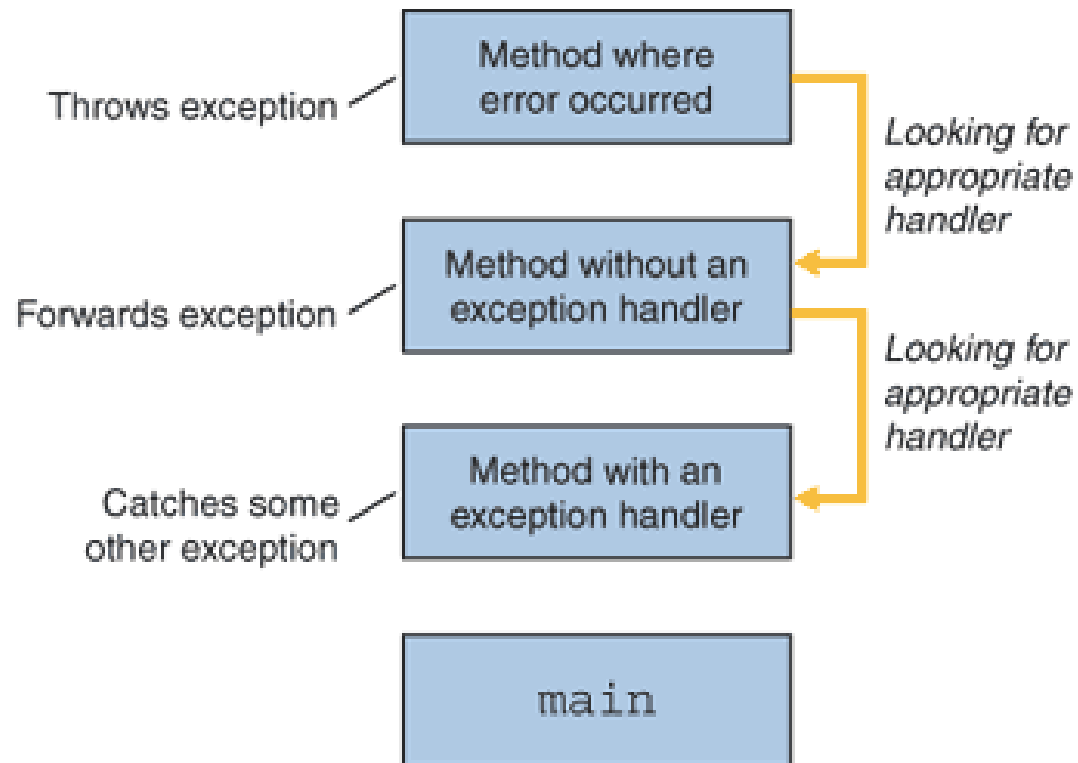 Method where
error occurred
Throws exception
Looking for
appropriate
handler
Method without an
exception handler
Forwards exception
Looking for
appropriate
handler
Method with an
exception handler
Catches some
other exception
main